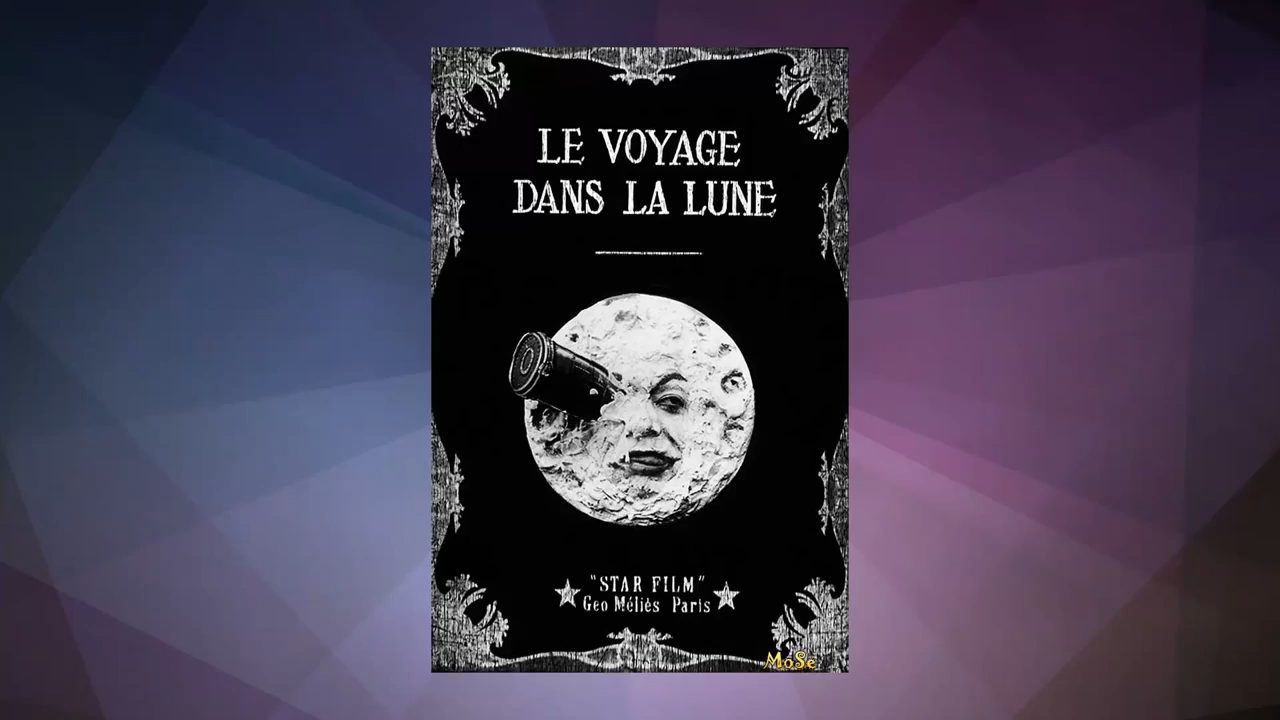 LE VOYAGE
DANS LA LUNE
"STAR FILM"
Geo Méliès Paris
MoSe